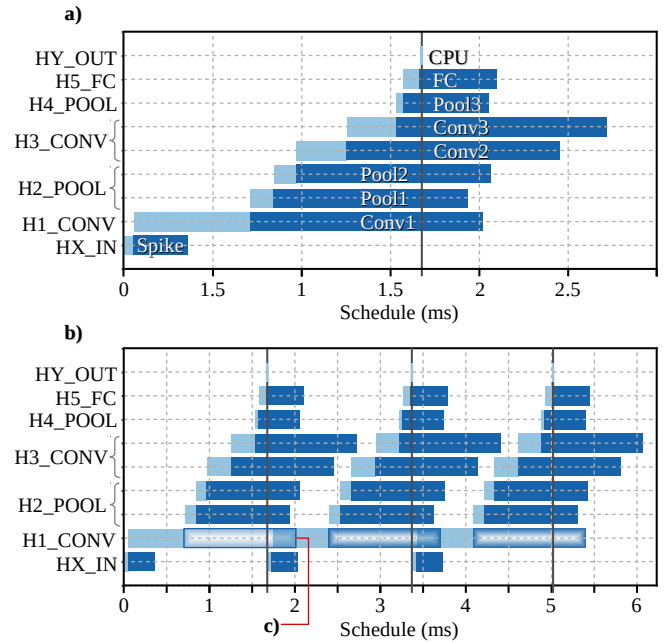 a)
HY_OUT CPU
H5_FC FC
H4_POOL Pool3
Conv3
H3_CONV
Conv2
Pool2
H2_POOL
Pool1
H1_CONV Conv1
HX_IN Spike
0 1.5 1 1.5 2 2.5
Schedule (ms)
b)
HY_OUT
H5_FC
H4_POOL
H3_CONV
H2_POOL
H1_CONV
HX_IN
0 1 2 3 4 5 6
c) Schedule (ms)